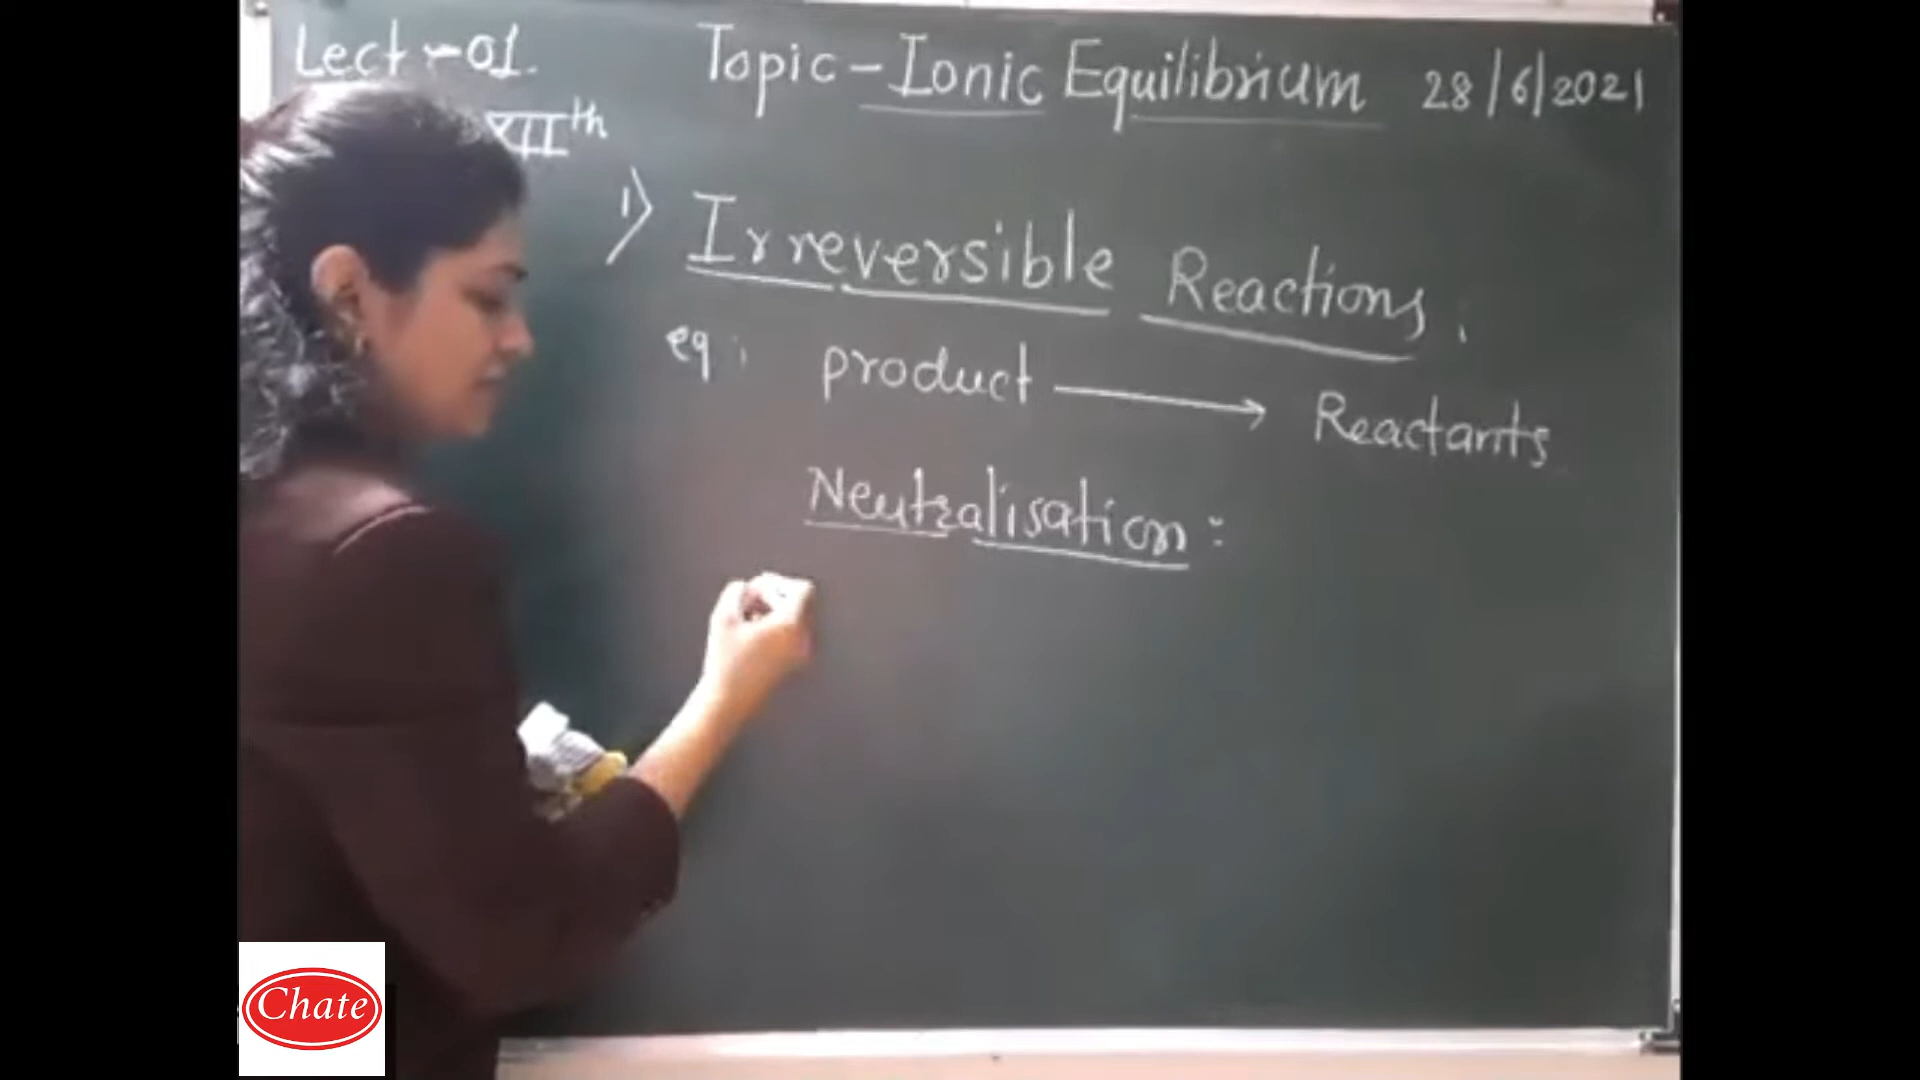 Lect - 01.
Topic - Ionic Equilibrium 28/6/2021
XIIth
1) Irreversible Reactions.
eg: product → Reactants
Neutralisation:
Chate